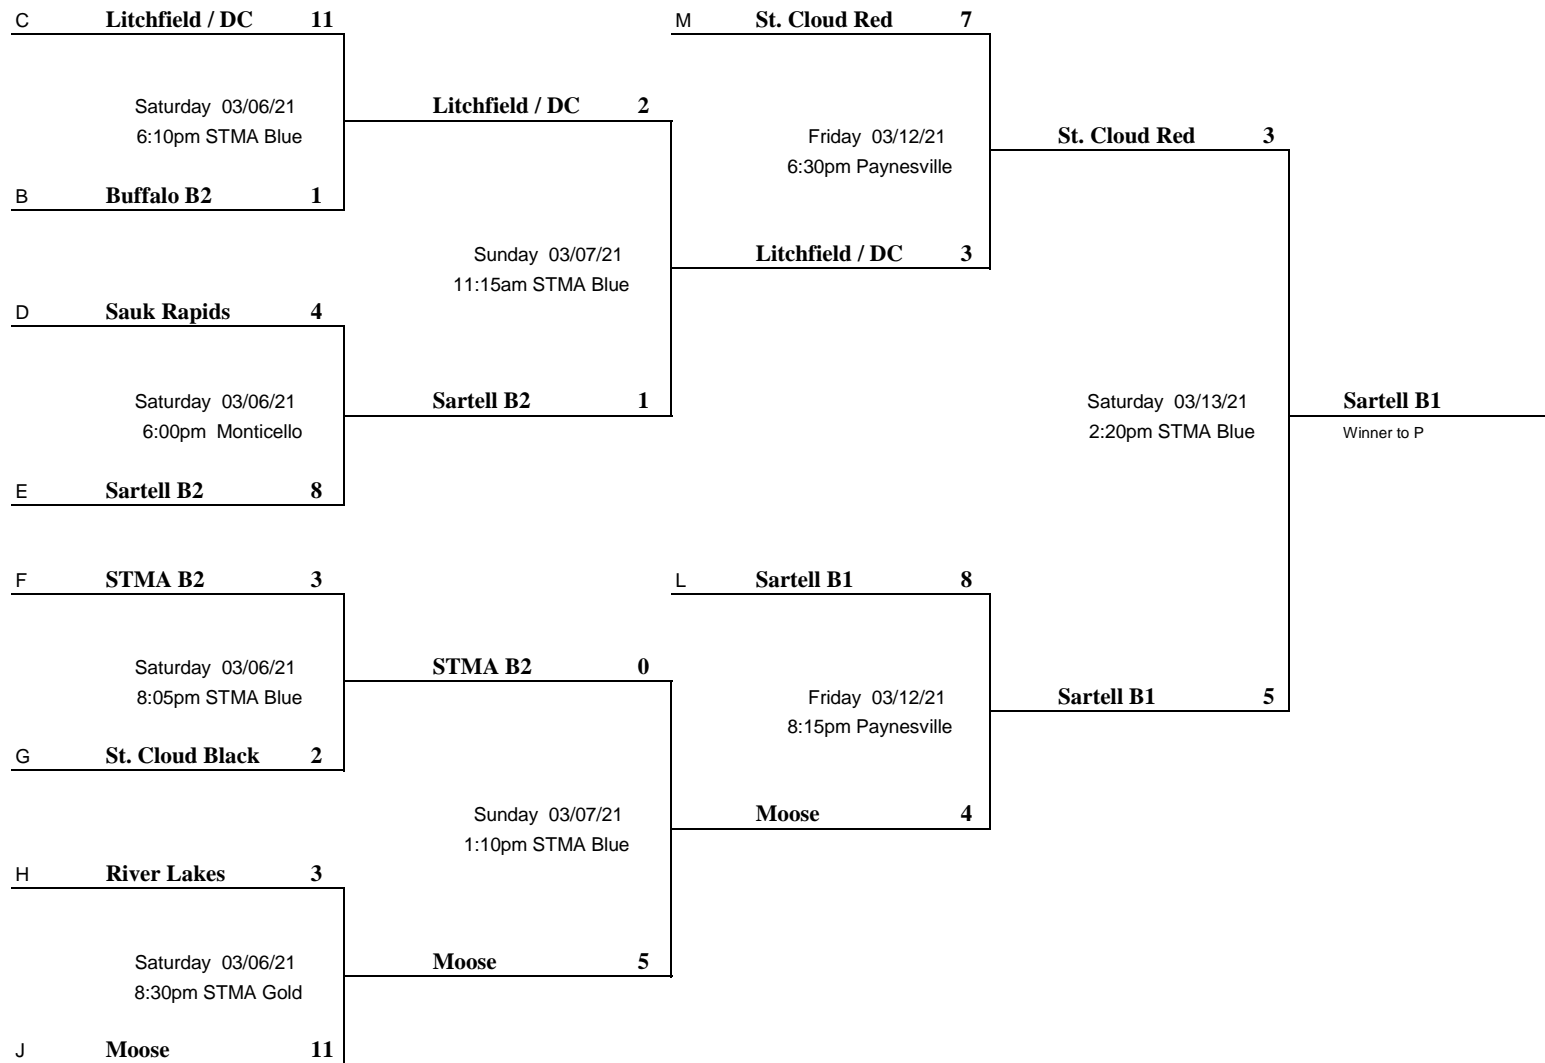 C Litchfield / DC 11
M St. Cloud Red 7
Saturday 03/06/21
6:10pm STMA Blue
Litchfield / DC 2
Friday 03/12/21
6:30pm Paynesville
St. Cloud Red 3
B Buffalo B2 1
Sunday 03/07/21
11:15am STMA Blue
Litchfield / DC 3
D Sauk Rapids 4
Saturday 03/06/21
6:00pm Monticello
Sartell B2 1
Saturday 03/13/21
2:20pm STMA Blue
Sartell B1
Winner to P
E Sartell B2 8
F STMA B2 3
L Sartell B1 8
Saturday 03/06/21
8:05pm STMA Blue
STMA B2 0
Friday 03/12/21
8:15pm Paynesville
Sartell B1 5
G St. Cloud Black 2
Sunday 03/07/21
1:10pm STMA Blue
Moose 4
H River Lakes 3
Saturday 03/06/21
8:30pm STMA Gold
Moose 5
J Moose 11